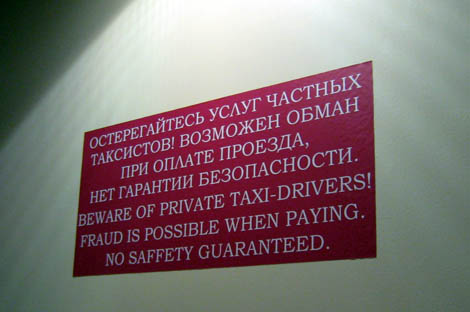 ОСТЕРЕГАЙТЕСЬ УСЛУГ ЧАСТНЫХ
ТАКСИСТОВ! ВОЗМОЖЕН ОБМАН
ПРИ ОПЛАТЕ ПРОЕЗДА,
НЕТ ГАРАНТИИ БЕЗОПАСНОСТИ.
BEWARE OF PRIVATE TAXI-DRIVERS!
FRAUD IS POSSIBLE WHEN PAYING.
NO SAFFETY GUARANTEED.